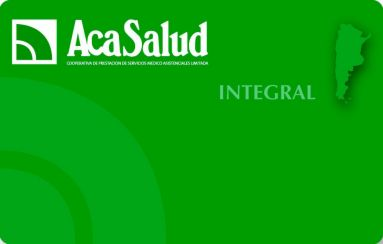 AcaSalud
COOPERATIVA DE PRESTACION DE SERVICIOS MEDICO ASISTENCIALES LIMITADA
INTEGRAL